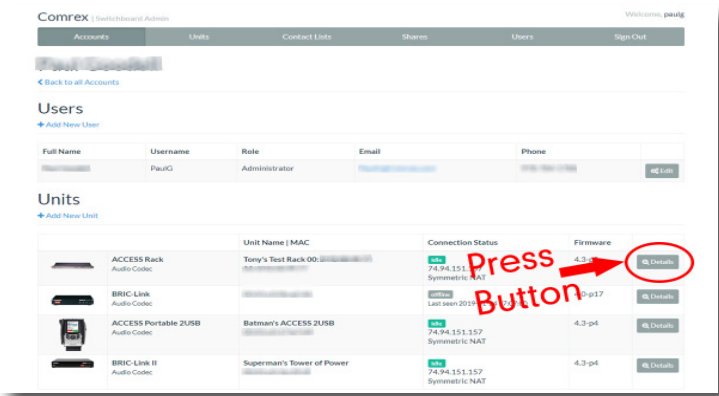 Comrex | Switchboard Admin
Welcome, paulg
Accounts Units Contact Lists Shares Users Sign Out
Back to all Accounts
Users
+ Add New User
Full Name Username Role Email Phone
PaulG Administrator Edit
Units
+ Add New Unit
Unit Name | MAC Connection Status Firmware
ACCESS Rack
Audio Codec
Tony's Test Rack 00:
Idle
74.94.151.
Symmetric NAT
4.3-
Details
Press
Button
BRIC-Link
Audio Codec
offline
Last seen 2019-
-p17
Details
ACCESS Portable 2USB
Audio Codec
Batman's ACCESS 2USB
Idle
74.94.151.157
Symmetric NAT
4.3-p4
Details
BRIC-Link II
Audio Codec
Superman's Tower of Power
Idle
74.94.151.157
Symmetric NAT
4.3-p4
Details